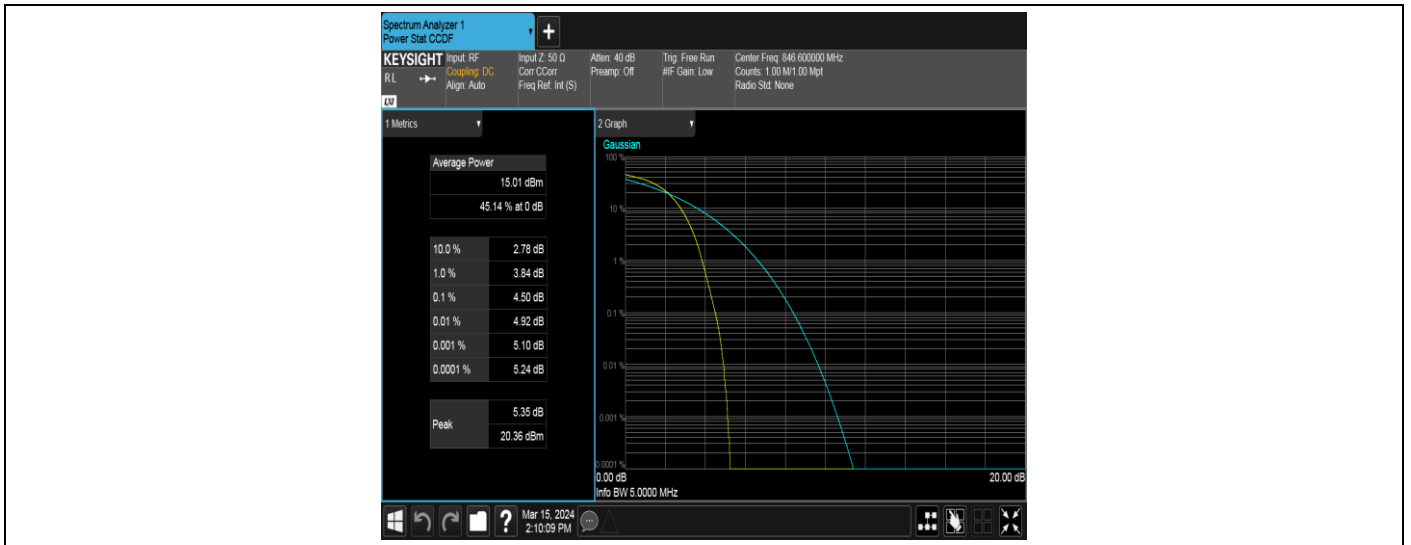 Spectrum Analyzer 1
Power Stat CCDF
+
KEYSIGHT Input: RF Input Z: 50 Ω Atten: 40 dB Trig: Free Run Center Freq: 846.600000 MHz
RL Coupling: DC Corr CCorr Preamp: Off #IF Gain: Low Counts: 1.00 M/1.00 Mpt
Align: Auto Freq Ref: Int (S) Radio Std: None
LXI
1 Metrics
Average Power
15.01 dBm
45.14 % at 0 dB
10.0 % 2.78 dB
1.0 % 3.84 dB
0.1 % 4.50 dB
0.01 % 4.92 dB
0.001 % 5.10 dB
0.0001 % 5.24 dB
Peak 5.35 dB
20.36 dBm
2 Graph
Gaussian
100 %
10 %
1 %
0.1 %
0.01 %
0.001 %
0.0001 %
0.00 dB 20.00 dB
Info BW 5.0000 MHz
?
Mar 15, 2024
2:10:09 PM